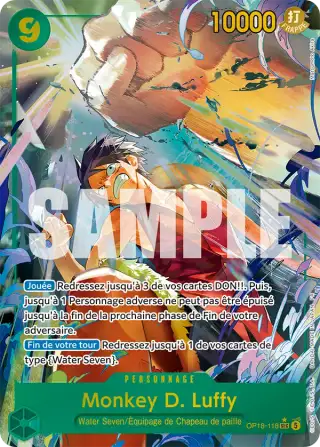 9
10000
打
FRAPPE
SAMPLE
Jouée Redressez jusqu'à 3 de vos cartes DON!!. Puis,
jusqu'à 1 Personnage adverse ne peut pas être épuisé
jusqu'à la fin de la prochaine phase de Fin de votre
adversaire.
Fin de votre tour Redressez jusqu'à 1 de vos cartes de
type {Water Seven}.
PERSONNAGE
Monkey D. Luffy
Water Seven/Équipage de Chapeau de paille